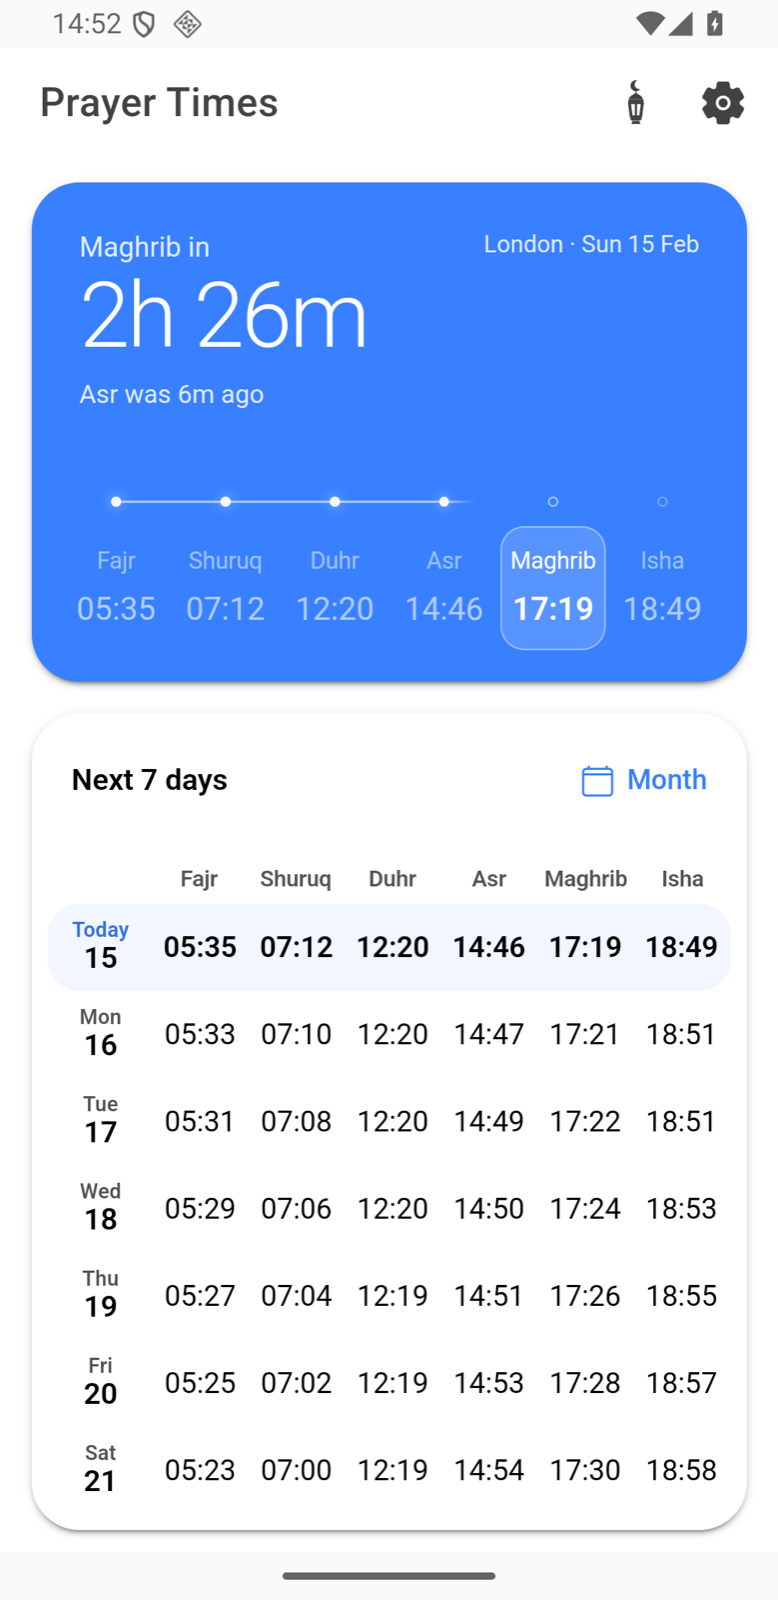 14:52
Prayer Times
Maghrib in
London · Sun 15 Feb
2h 26m
Asr was 6m ago
Fajr Shuruq Duhr Asr Maghrib Isha
05:35 07:12 12:20 14:46 17:19 18:49
Next 7 days
Month
Fajr Shuruq Duhr Asr Maghrib Isha
Today
15 05:35 07:12 12:20 14:46 17:19 18:49
Mon
16 05:33 07:10 12:20 14:47 17:21 18:51
Tue
17 05:31 07:08 12:20 14:49 17:22 18:51
Wed
18 05:29 07:06 12:20 14:50 17:24 18:53
Thu
19 05:27 07:04 12:19 14:51 17:26 18:55
Fri
20 05:25 07:02 12:19 14:53 17:28 18:57
Sat
21 05:23 07:00 12:19 14:54 17:30 18:58